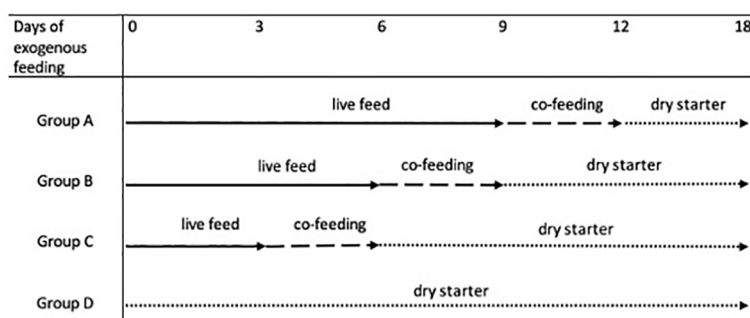 Days of 0 3 6 9 12 18
exogenous
feeding
live feed co-feeding dry starter
Group A
live feed co-feeding dry starter
Group B
live feed co-feeding dry starter
Group C
dry starter
Group D